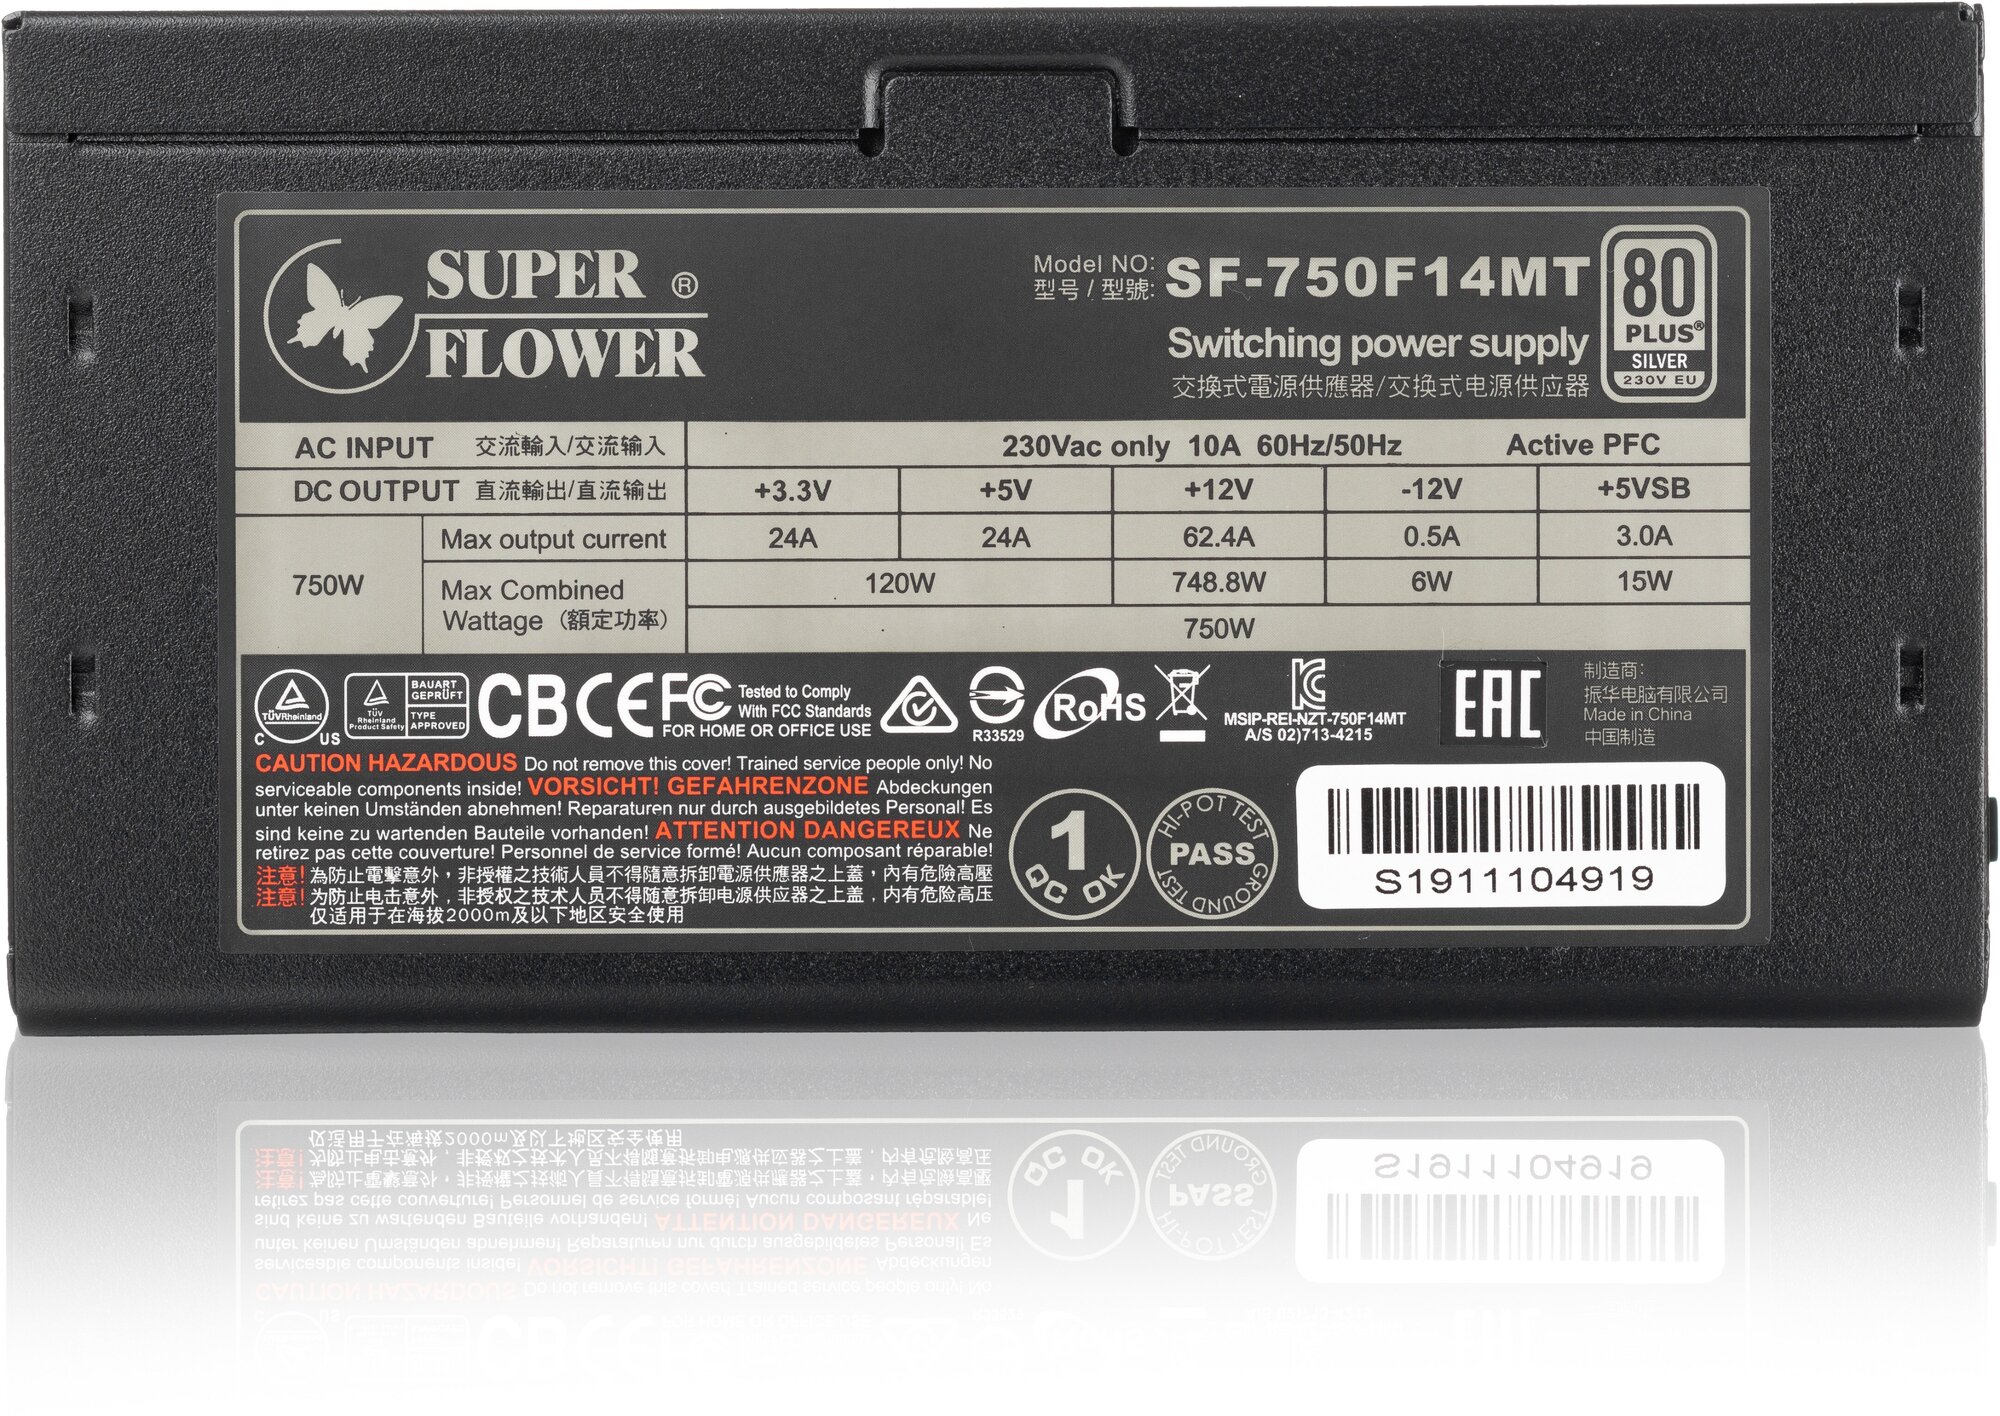 SUPER ®
FLOWER
Model NO: SF-750F14MT
型号 / 型號:
Switching power supply
交換式電源供應器/交换式电源供应器
80
PLUS®
SILVER
230V EU
AC INPUT 交流輸入/交流输入 230Vac only 10A 60Hz/50Hz Active PFC
DC OUTPUT 直流輸出/直流输出 +3.3V +5V +12V -12V +5VSB
750W
Max output current 24A 24A 62.4A 0.5A 3.0A
Max Combined
Wattage (額定功率)
120W 748.8W 6W 15W
750W
TÜVRheinland
C US
TÜV
Rheinland
Product Safety
BAUART
GEPRÜFT
TYPE
APPROVED
CB CE FC
Tested to Comply
With FCC Standards
FOR HOME OR OFFICE USE
R33529
RoHS
KC
MSIP-REI-NZT-750F14MT
A/S 02)713-4215
EAC
制造商:
振华电脑有限公司
Made in China
中国制造
CAUTION HAZARDOUS Do not remove this cover! Trained service people only! No
serviceable components inside! VORSICHT! GEFAHRENZONE Abdeckungen
unter keinen Umständen abnehmen! Reparaturen nur durch ausgebildetes Personal! Es
sind keine zu wartenden Bauteile vorhanden! ATTENTION DANGEREUX Ne
retirez pas cette couverture! Personnel de service formé! Aucun composant réparable!
注意! 為防止電擊意外，非授權之技術人員不得隨意拆卸電源供應器之上蓋，內有危險高壓
注意! 为防止电击意外，非授权之技术人员不得随意拆卸电源供应器之上盖，内有危险高压
仅适用于在海拔2000m及以下地区安全使用
1
QC OK
HI-POT TEST
PASS
GROUND TEST
S1911104919